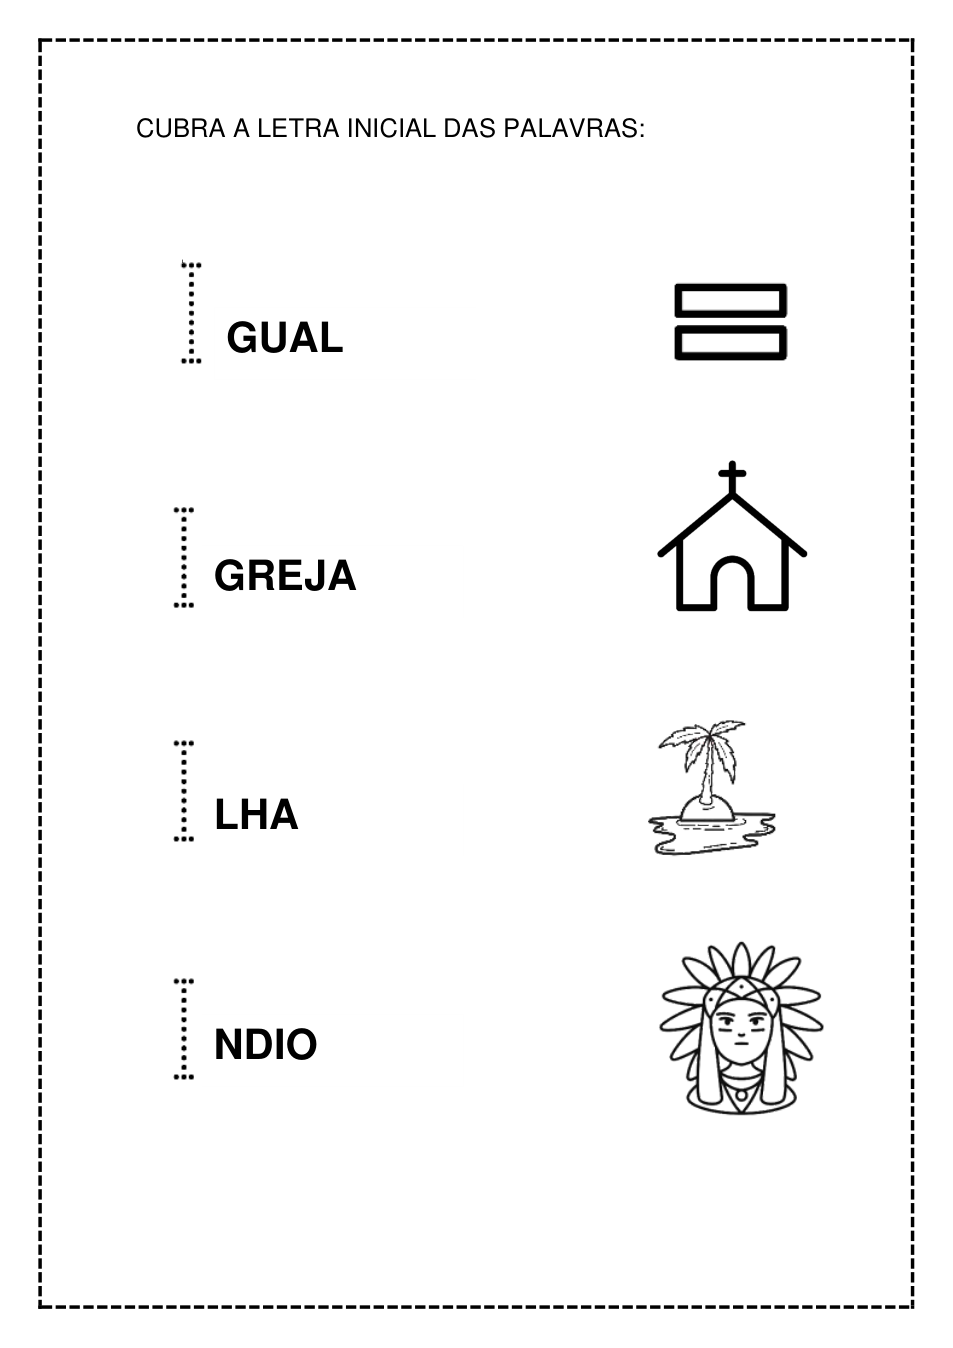 CUBRA A LETRA INICIAL DAS PALAVRAS:
I GUAL
I GREJA
I LHA
I NDIO